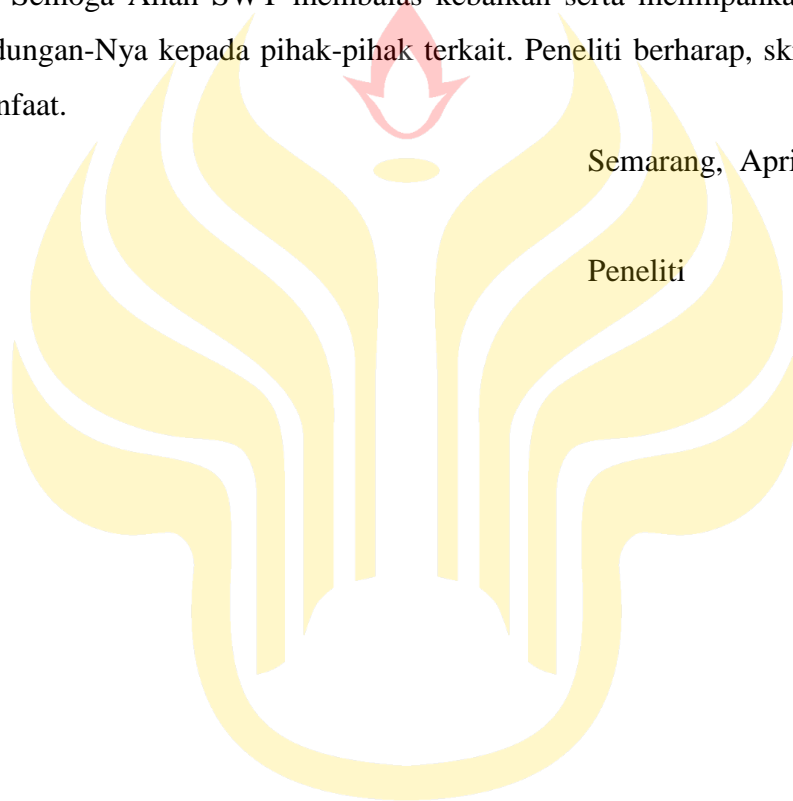 Semoga Allah SWT membalas kebaikan serta melimpahka
dungan-Nya kepada pihak-pihak terkait. Peneliti berharap, sk
nfaat.
Semarang, Apri
Peneliti